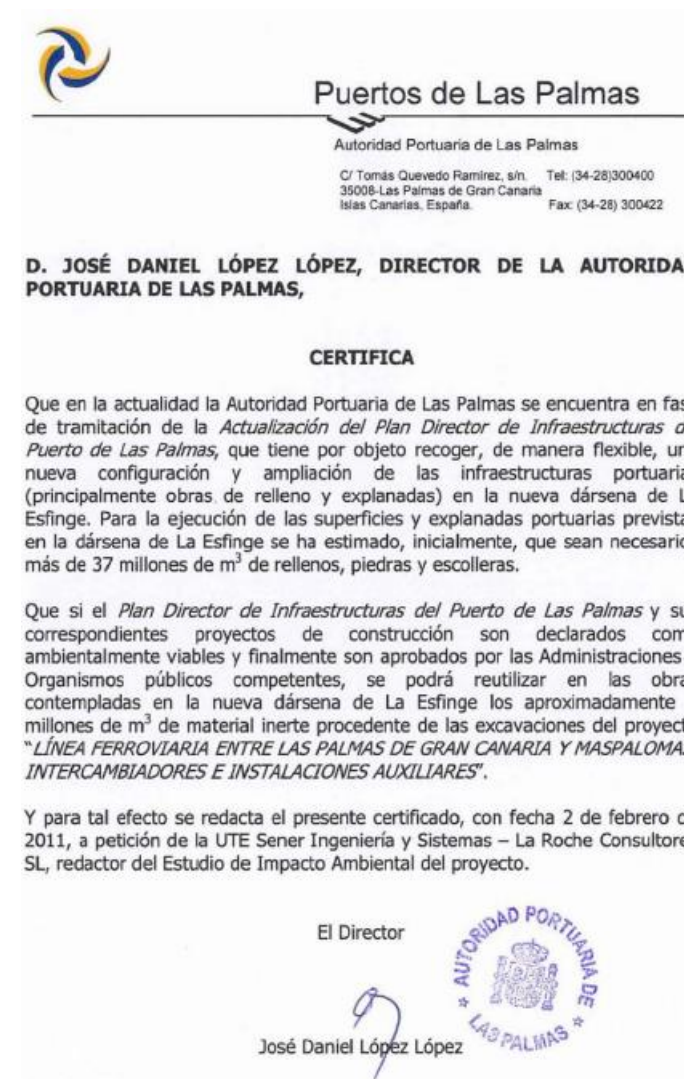 Puertos de Las Palmas
Autoridad Portuaria de Las Palmas
C/ Tomás Quevedo Ramírez, s/n. Tel: (34-28)300400
35008-Las Palmas de Gran Canaria
Islas Canarias, España. Fax: (34-28) 300422
D. JOSÉ DANIEL LÓPEZ LÓPEZ, DIRECTOR DE LA AUTORIDA
PORTUARIA DE LAS PALMAS,
CERTIFICA
Que en la actualidad la Autoridad Portuaria de Las Palmas se encuentra en fas
de tramitación de la Actualización del Plan Director de Infraestructuras d
Puerto de Las Palmas, que tiene por objeto recoger, de manera flexible, un
nueva configuración y ampliación de las infraestructuras portuaria
(principalmente obras de relleno y explanadas) en la nueva dársena de L
Esfinge. Para la ejecución de las superficies y explanadas portuarias prevista
en la dársena de La Esfinge se ha estimado, inicialmente, que sean necesario
más de 37 millones de m³ de rellenos, piedras y escolleras.
Que si el Plan Director de Infraestructuras del Puerto de Las Palmas y su
correspondientes proyectos de construcción son declarados com
ambientalmente viables y finalmente son aprobados por las Administraciones
Organismos públicos competentes, se podrá reutilizar en las obra
contempladas en la nueva dársena de La Esfinge los aproximadamente
millones de m³ de material inerte procedente de las excavaciones del proyect
"LÍNEA FERROVIARIA ENTRE LAS PALMAS DE GRAN CANARIA Y MASPALOMA
INTERCAMBIADORES E INSTALACIONES AUXILIARES".
Y para tal efecto se redacta el presente certificado, con fecha 2 de febrero d
2011, a petición de la UTE Sener Ingeniería y Sistemas – La Roche Consultore
SL, redactor del Estudio de Impacto Ambiental del proyecto.
El Director
AUTORIDAD PORTUARIA DE
LAS PALMAS
José Daniel López López